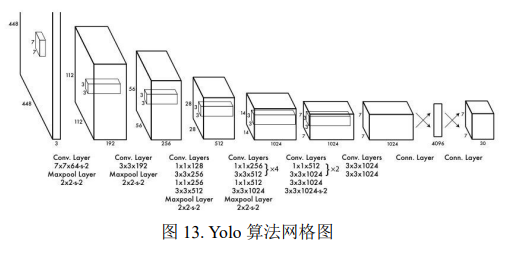 448
7
7
448
3
112
3
3
112
192
56
3
3
56
256
28
3
3
28
512
14
3
3
14
1024
7
3
3
7
1024
7
7
1024
4096
7
7
30
Conv. Layer
7x7x64-s-2
Maxpool Layer
2x2-s-2
Conv. Layer
3x3x192
Maxpool Layer
2x2-s-2
Conv. Layers
1x1x128
3x3x256
1x1x256
3x3x512
Maxpool Layer
2x2-s-2
Conv. Layers
1x1x256
3x3x512
}×4
1x1x512
3x3x1024
Maxpool Layer
2x2-s-2
Conv. Layers
1x1x512
3x3x1024
}×2
3x3x1024
3x3x1024-s-2
Conv. Layers
3x3x1024
3x3x1024
Conn. Layer
Conn. Layer
图 13. Yolo 算法网格图